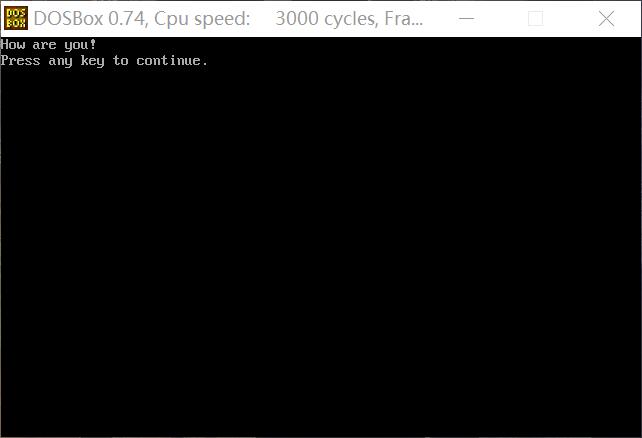 DOS
BOX
DOSBox 0.74, Cpu speed: 3000 cycles, Fra...
How are you!
Press any key to continue.